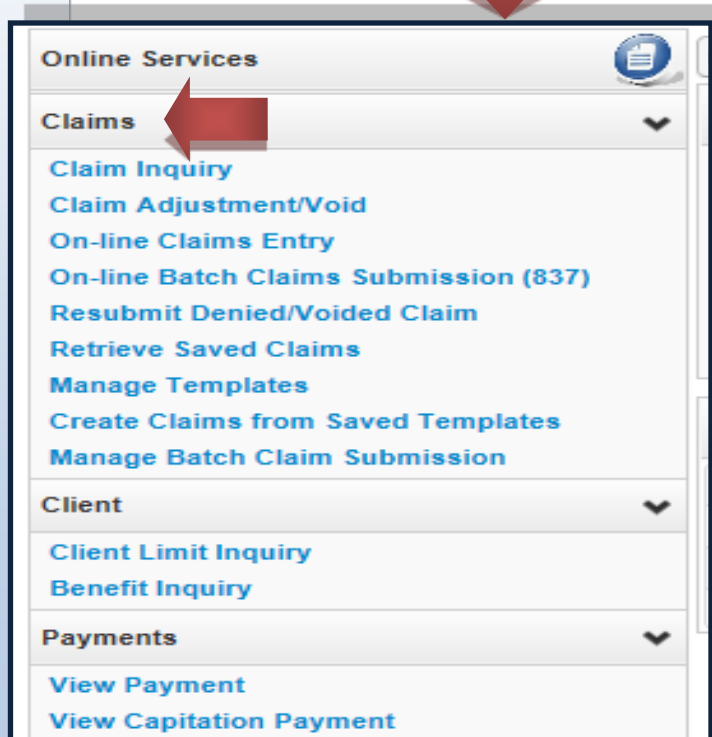 Online Services
Claims
Claim Inquiry
Claim Adjustment/Void
On-line Claims Entry
On-line Batch Claims Submission (837)
Resubmit Denied/Voided Claim
Retrieve Saved Claims
Manage Templates
Create Claims from Saved Templates
Manage Batch Claim Submission
Client
Client Limit Inquiry
Benefit Inquiry
Payments
View Payment
View Capitation Payment